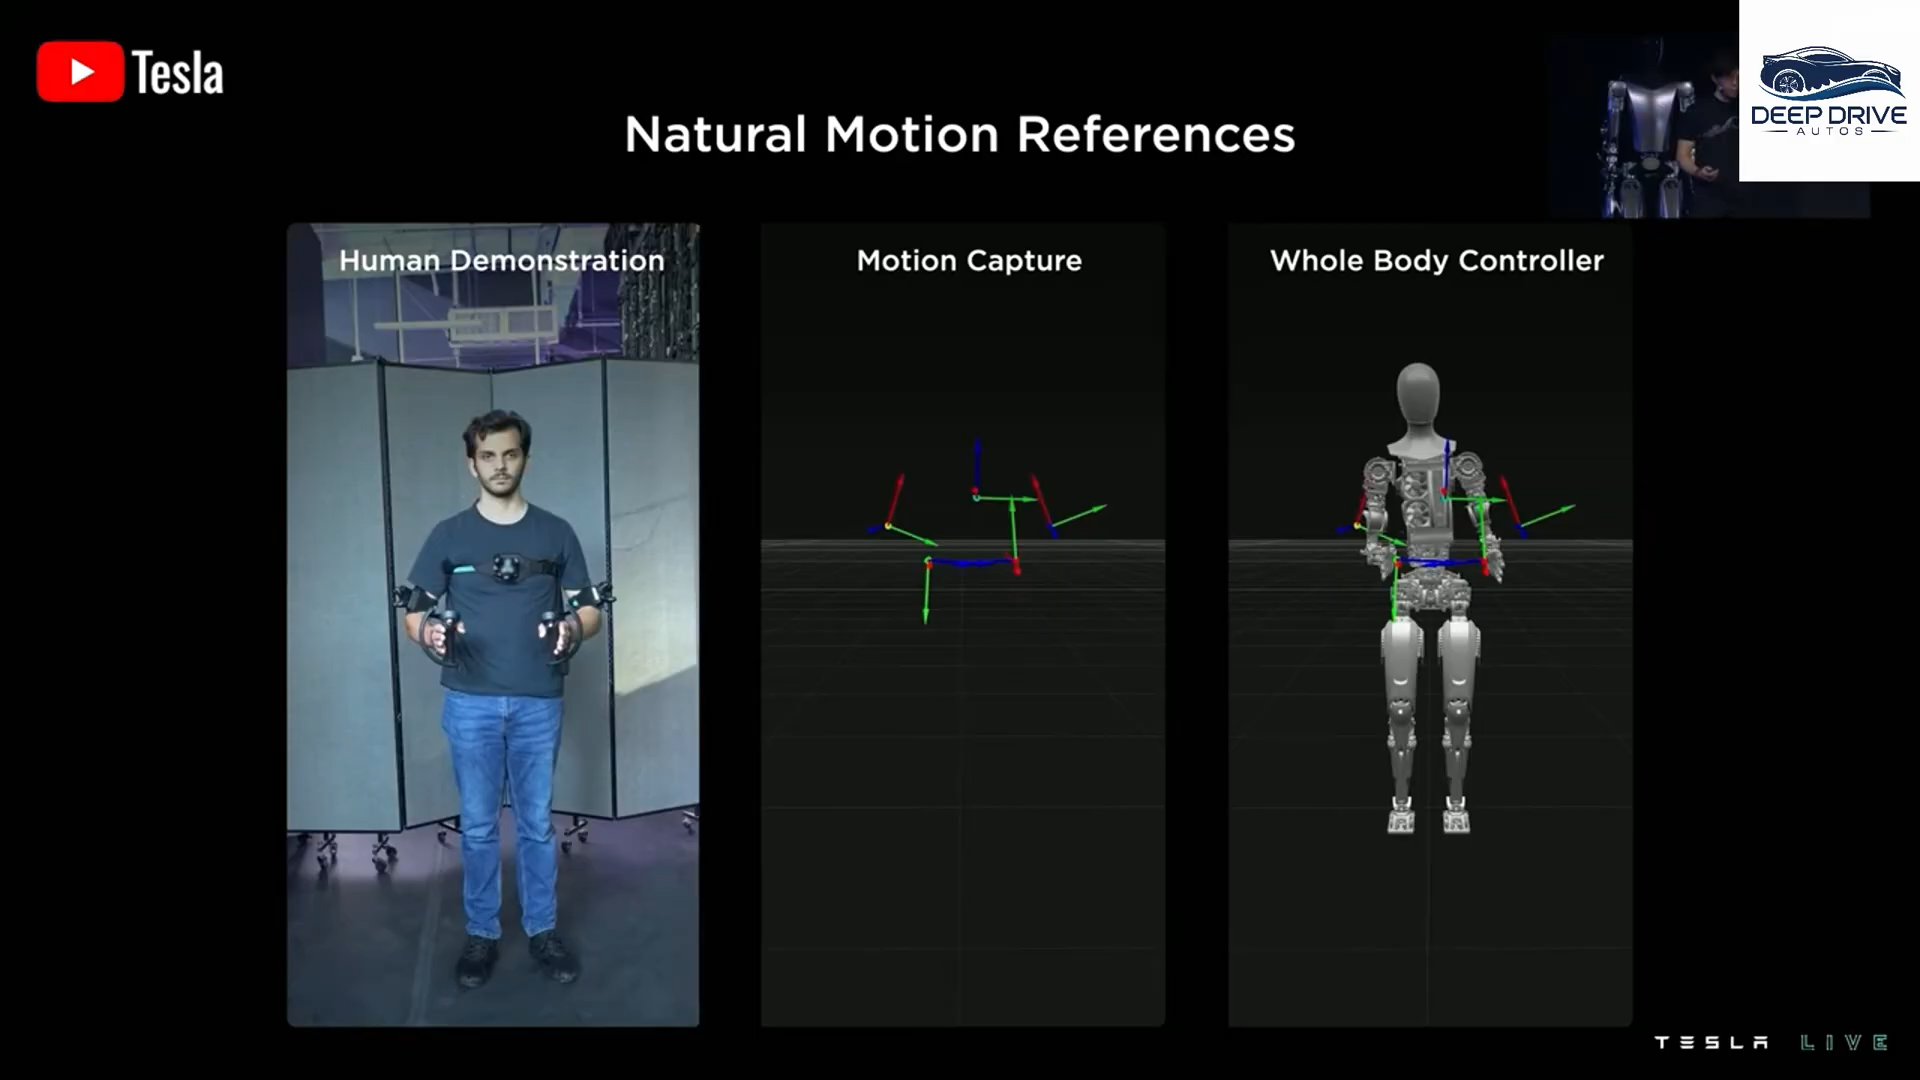 Tesla
DEEP DRIVE
AUTOS
Natural Motion References
Human Demonstration
Motion Capture
Whole Body Controller
TESLA LIVE